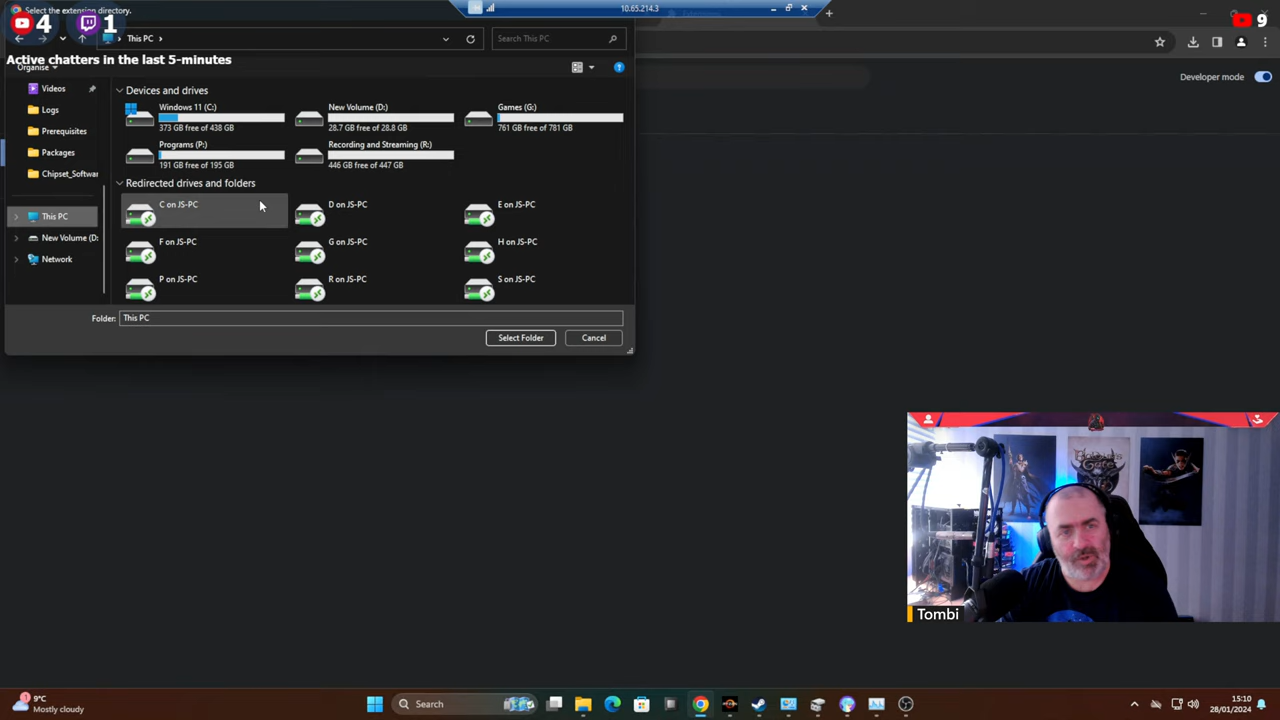 Select the extension directory.
10.65.214.3
4
1
9
This PC
Search This PC
Active chatters in the last 5-minutes
Organise
Developer mode
Videos
Logs
Prerequisites
Packages
Chipset_Softwar
This PC
New Volume (D:
Network
Devices and drives
Windows 11 (C:)
373 GB free of 438 GB
New Volume (D:)
28.7 GB free of 28.8 GB
Games (G:)
761 GB free of 781 GB
Programs (P:)
191 GB free of 195 GB
Recording and Streaming (R:)
446 GB free of 447 GB
Redirected drives and folders
C on JS-PC
D on JS-PC
E on JS-PC
F on JS-PC
G on JS-PC
H on JS-PC
P on JS-PC
R on JS-PC
S on JS-PC
Folder:
This PC
Select Folder
Cancel
Tombi
9°C
Mostly cloudy
Search
15:10
28/01/2024